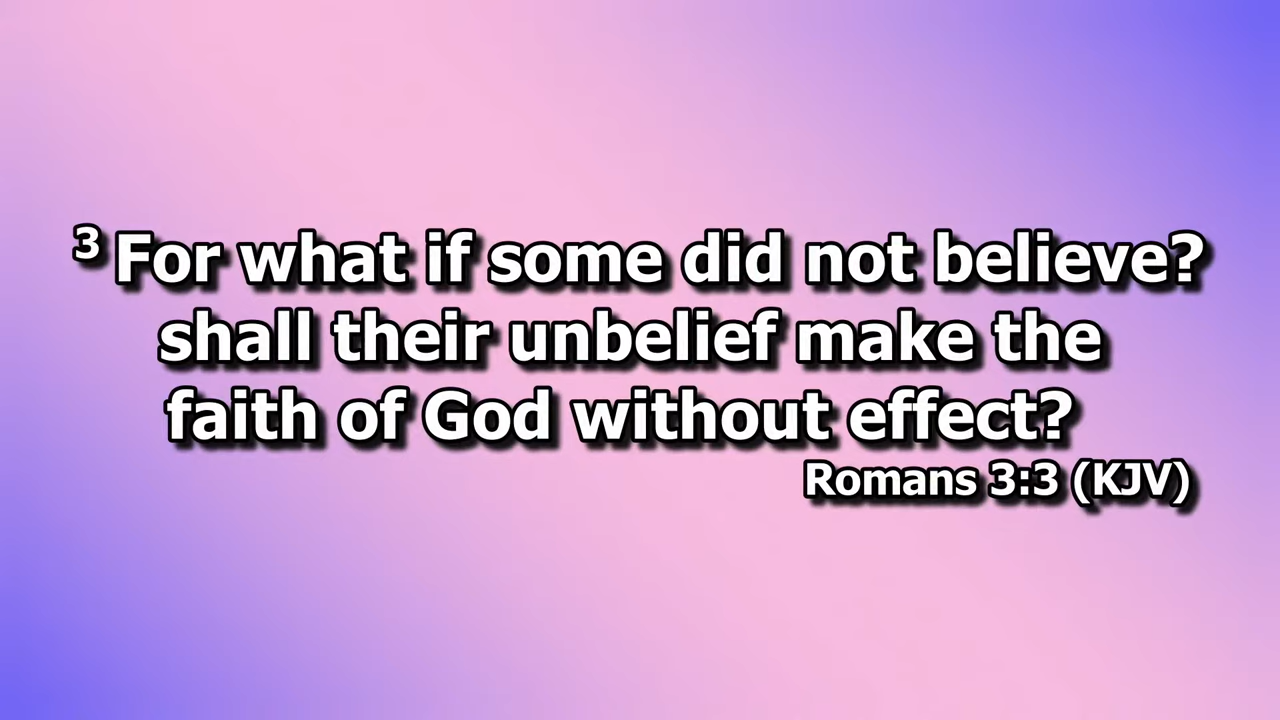 3 For what if some did not believe?
shall their unbelief make the
faith of God without effect?
Romans 3:3 (KJV)